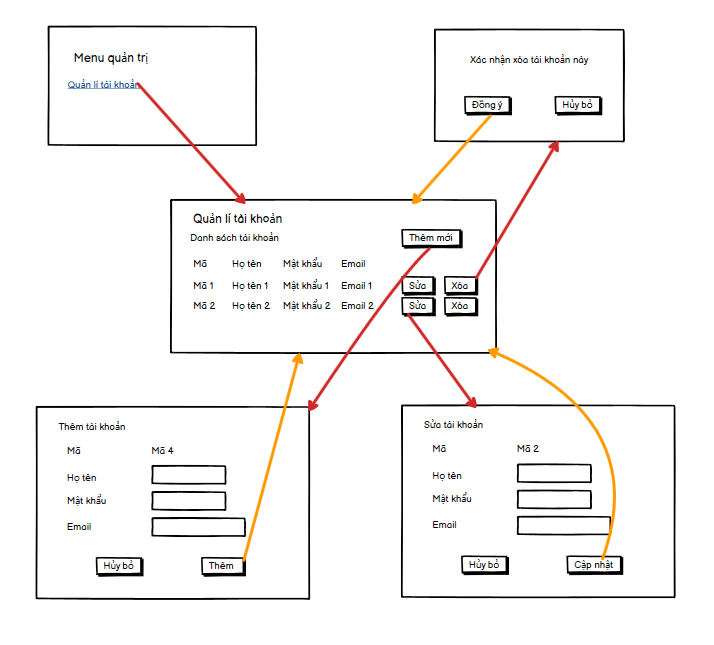 Menu quản trị
Quản lí tài khoản
Xác nhận xóa tài khoản này
Đồng ý Hủy bỏ
Quản lí tài khoản
Danh sách tài khoản Thêm mới
Mã Họ tên Mật khẩu Email
Mã 1 Họ tên 1 Mật khẩu 1 Email 1 Sửa Xóa
Mã 2 Họ tên 2 Mật khẩu 2 Email 2 Sửa Xóa
Thêm tài khoản
Mã Mã 4
Họ tên
Mật khẩu
Email
Hủy bỏ Thêm
Sửa tài khoản
Mã Mã 2
Họ tên
Mật khẩu
Email
Hủy bỏ Cập nhật